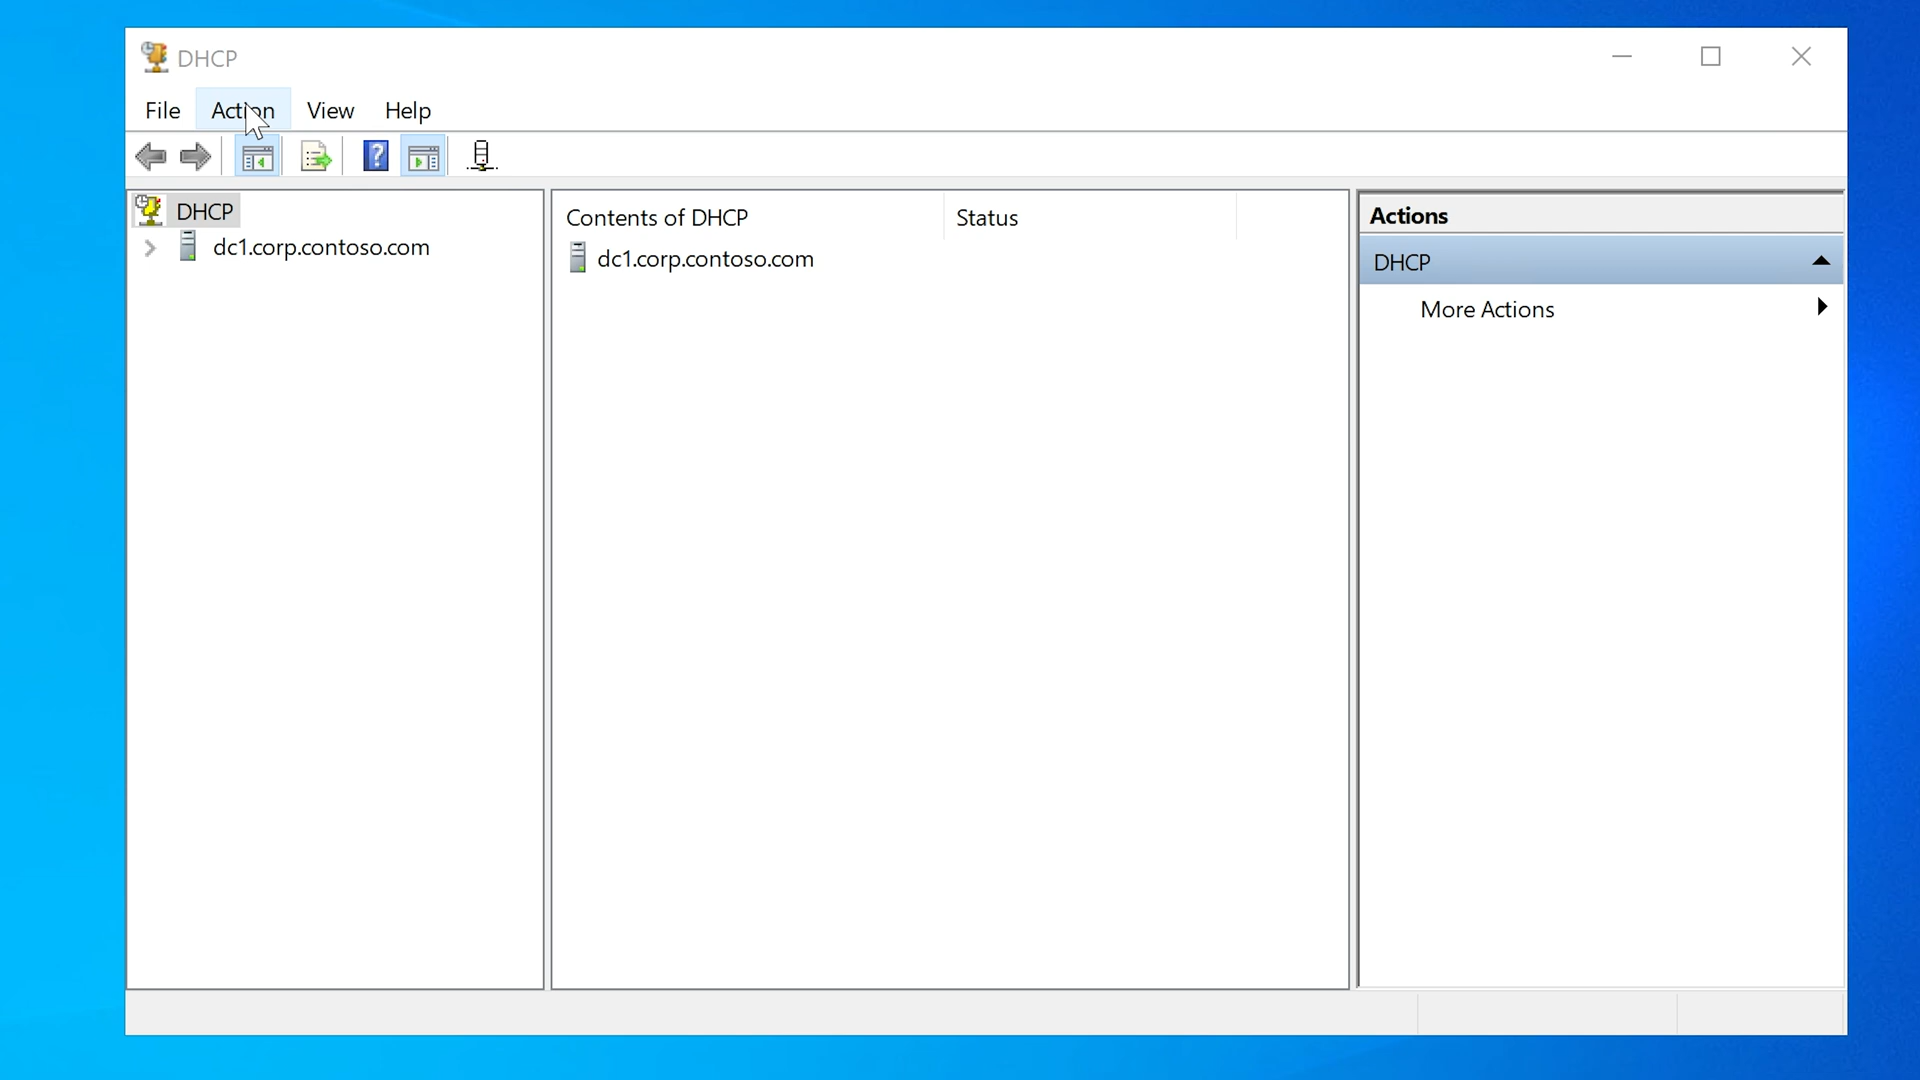 DHCP
File Action View Help
DHCP
dc1.corp.contoso.com
Contents of DHCP Status
dc1.corp.contoso.com
Actions
DHCP
More Actions